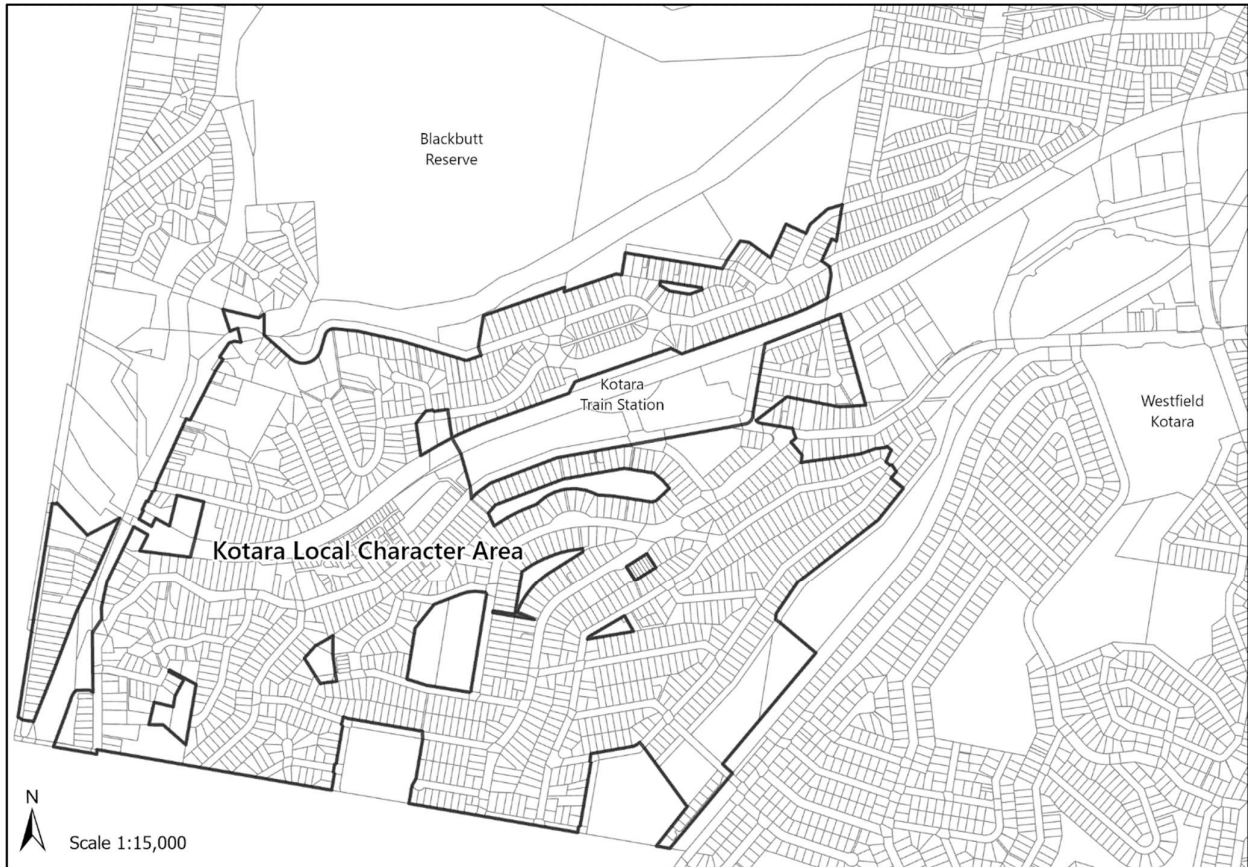 Blackbutt
Reserve
Kotara
Train Station
Westfield
Kotara
Kotara Local Character Area
N
Scale 1:15,000